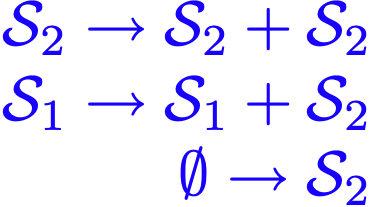 𝒮₂ → 𝒮₂ + 𝒮₂
𝒮₁ → 𝒮₁ + 𝒮₂
∅ → 𝒮₂